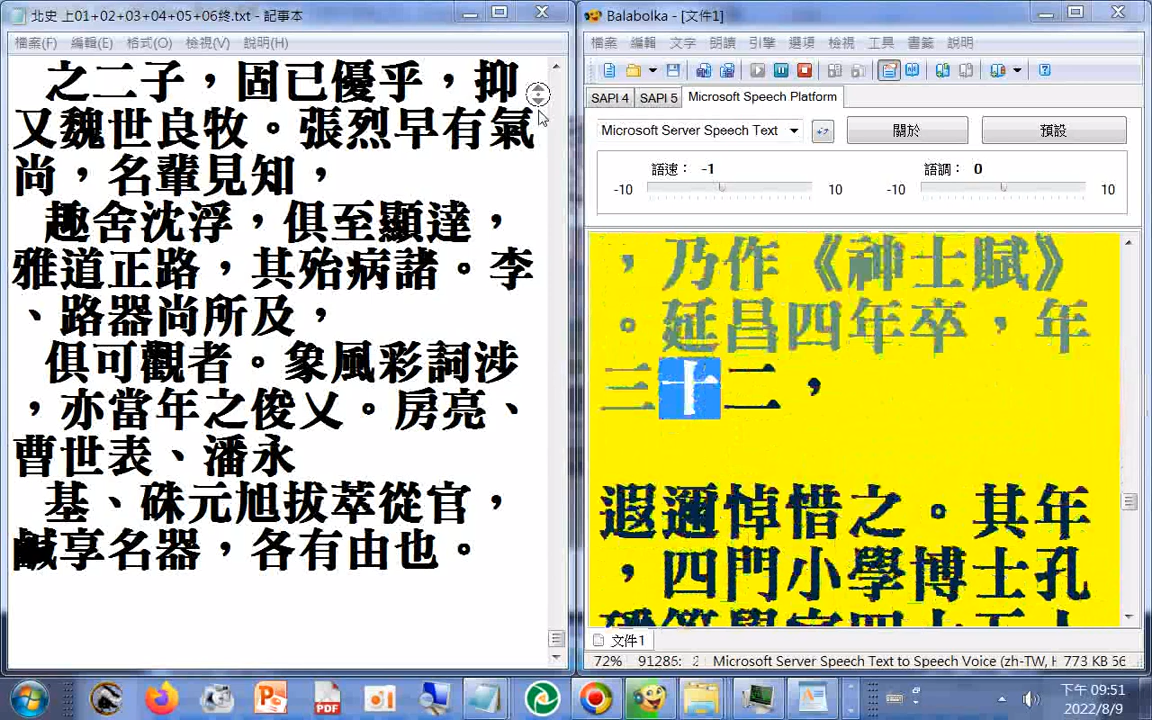 北史 上01+02+03+04+05+06终.txt - 記事本
檔案(F) 編輯(E) 格式(O) 檢視(V) 說明(H)
之二子，固已優乎，抑
又魏世良牧。張烈早有氣
尚，名輩見知，
趣舍沈浮，俱至顯達，
雅道正路，其殆病諸。李
、路器尚所及，
俱可觀者。象風彩詞涉
，亦當年之俊乂。房亮、
曹世表、潘永
基、硃元旭拔萃從官，
鹹享名器，各有由也。
Balabolka - [文件1]
檔案 編輯 文字 朗讀 引擎 選項 檢視 工具 書籤 說明
SAPI 4 SAPI 5 Microsoft Speech Platform
Microsoft Server Speech Text 關於 預設
語速： -1 語調： 0
-10 10 -10 10
，乃作《神士賦》
。延昌四年卒，年
三十二，
遐邇悼惜之。其年
，四門小學博士孔
文件1
72% 91285: 2 Microsoft Server Speech Text to Speech Voice (zh-TW, H 773 KB 56
下午 09:51
2022/8/9